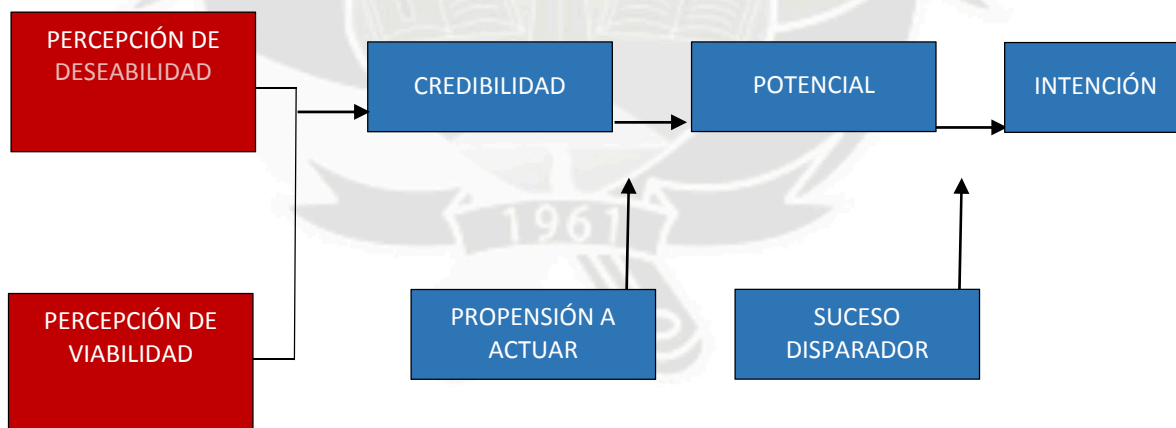 PERCEPCIÓN DE
DESEABILIDAD
CREDIBILIDAD
POTENCIAL
INTENCIÓN
1961
PERCEPCIÓN DE
VIABILIDAD
PROPENSIÓN A
ACTUAR
SUCESO
DISPARADOR